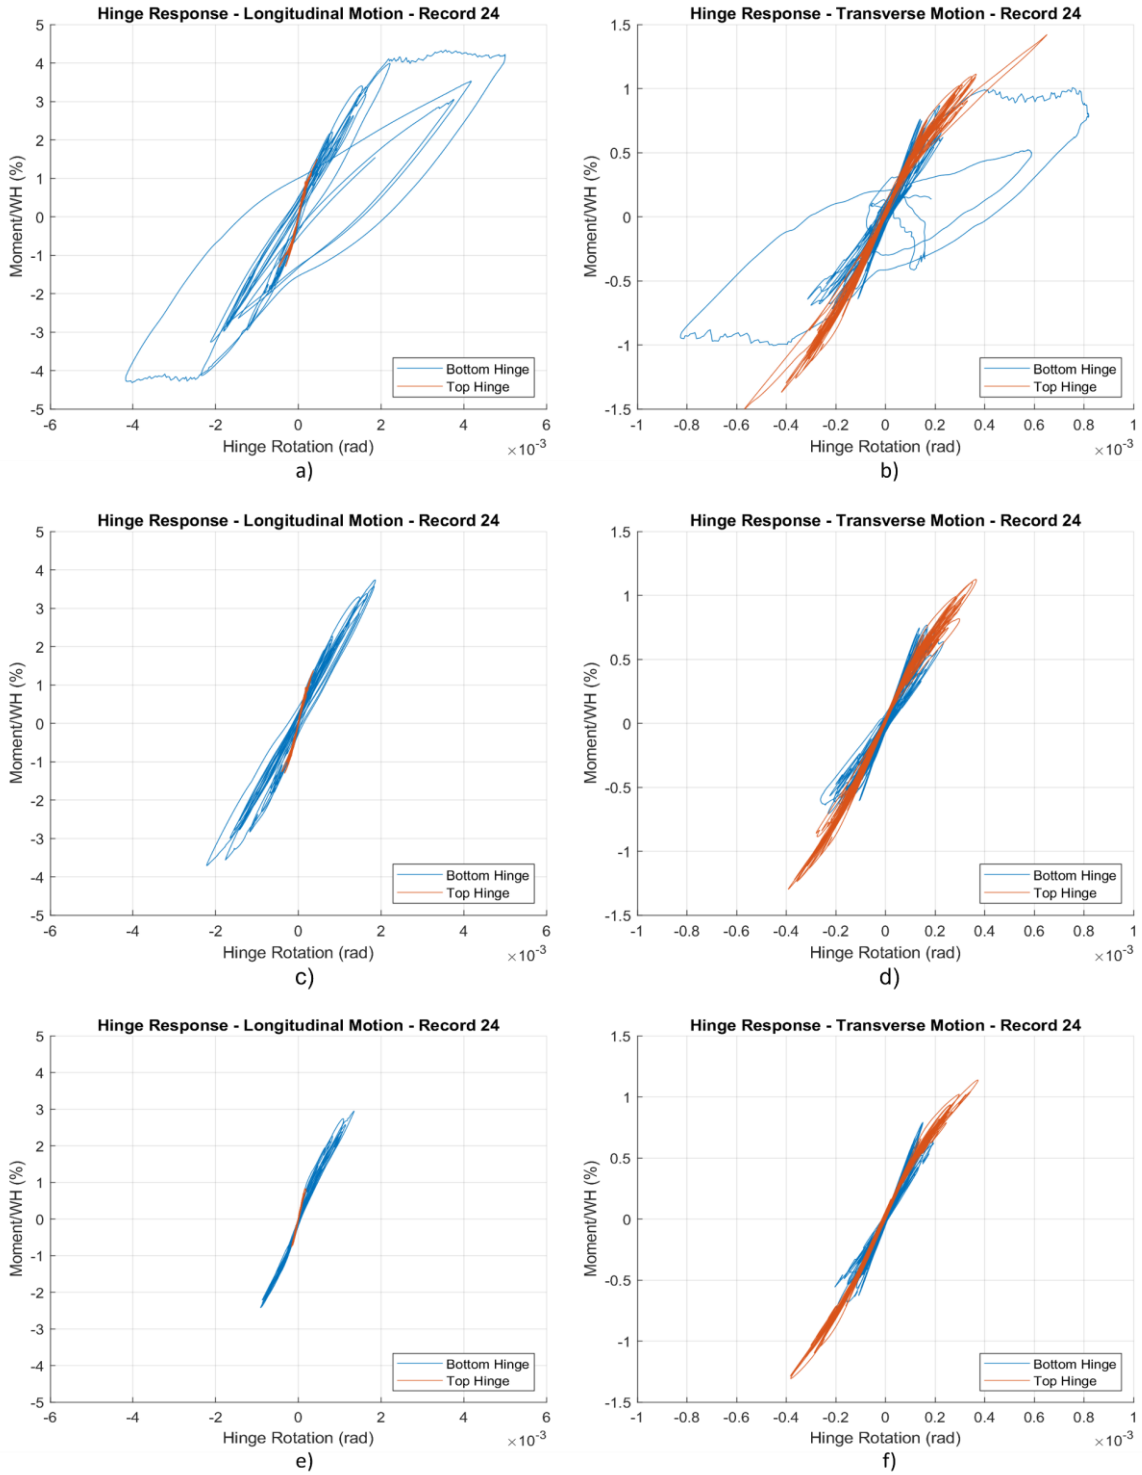 Hinge Response - Longitudinal Motion - Record 24
5
4
3
2
1
0
-1
-2
-3
-4
-5
Moment/WH (%)
-6 -4 -2 0 2 4 6
Hinge Rotation (rad)
×10⁻³
Bottom Hinge
Top Hinge
a)
Hinge Response - Transverse Motion - Record 24
1.5
1
0.5
0
-0.5
-1
-1.5
Moment/WH (%)
-1 -0.8 -0.6 -0.4 -0.2 0 0.2 0.4 0.6 0.8 1
Hinge Rotation (rad)
×10⁻³
Bottom Hinge
Top Hinge
b)
Hinge Response - Longitudinal Motion - Record 24
5
4
3
2
1
0
-1
-2
-3
-4
-5
Moment/WH (%)
-6 -4 -2 0 2 4 6
Hinge Rotation (rad)
×10⁻³
Bottom Hinge
Top Hinge
c)
Hinge Response - Transverse Motion - Record 24
1.5
1
0.5
0
-0.5
-1
-1.5
Moment/WH (%)
-1 -0.8 -0.6 -0.4 -0.2 0 0.2 0.4 0.6 0.8 1
Hinge Rotation (rad)
×10⁻³
Bottom Hinge
Top Hinge
d)
Hinge Response - Longitudinal Motion - Record 24
5
4
3
2
1
0
-1
-2
-3
-4
-5
Moment/WH (%)
-6 -4 -2 0 2 4 6
Hinge Rotation (rad)
×10⁻³
Bottom Hinge
Top Hinge
e)
Hinge Response - Transverse Motion - Record 24
1.5
1
0.5
0
-0.5
-1
-1.5
Moment/WH (%)
-1 -0.8 -0.6 -0.4 -0.2 0 0.2 0.4 0.6 0.8 1
Hinge Rotation (rad)
×10⁻³
Bottom Hinge
Top Hinge
f)